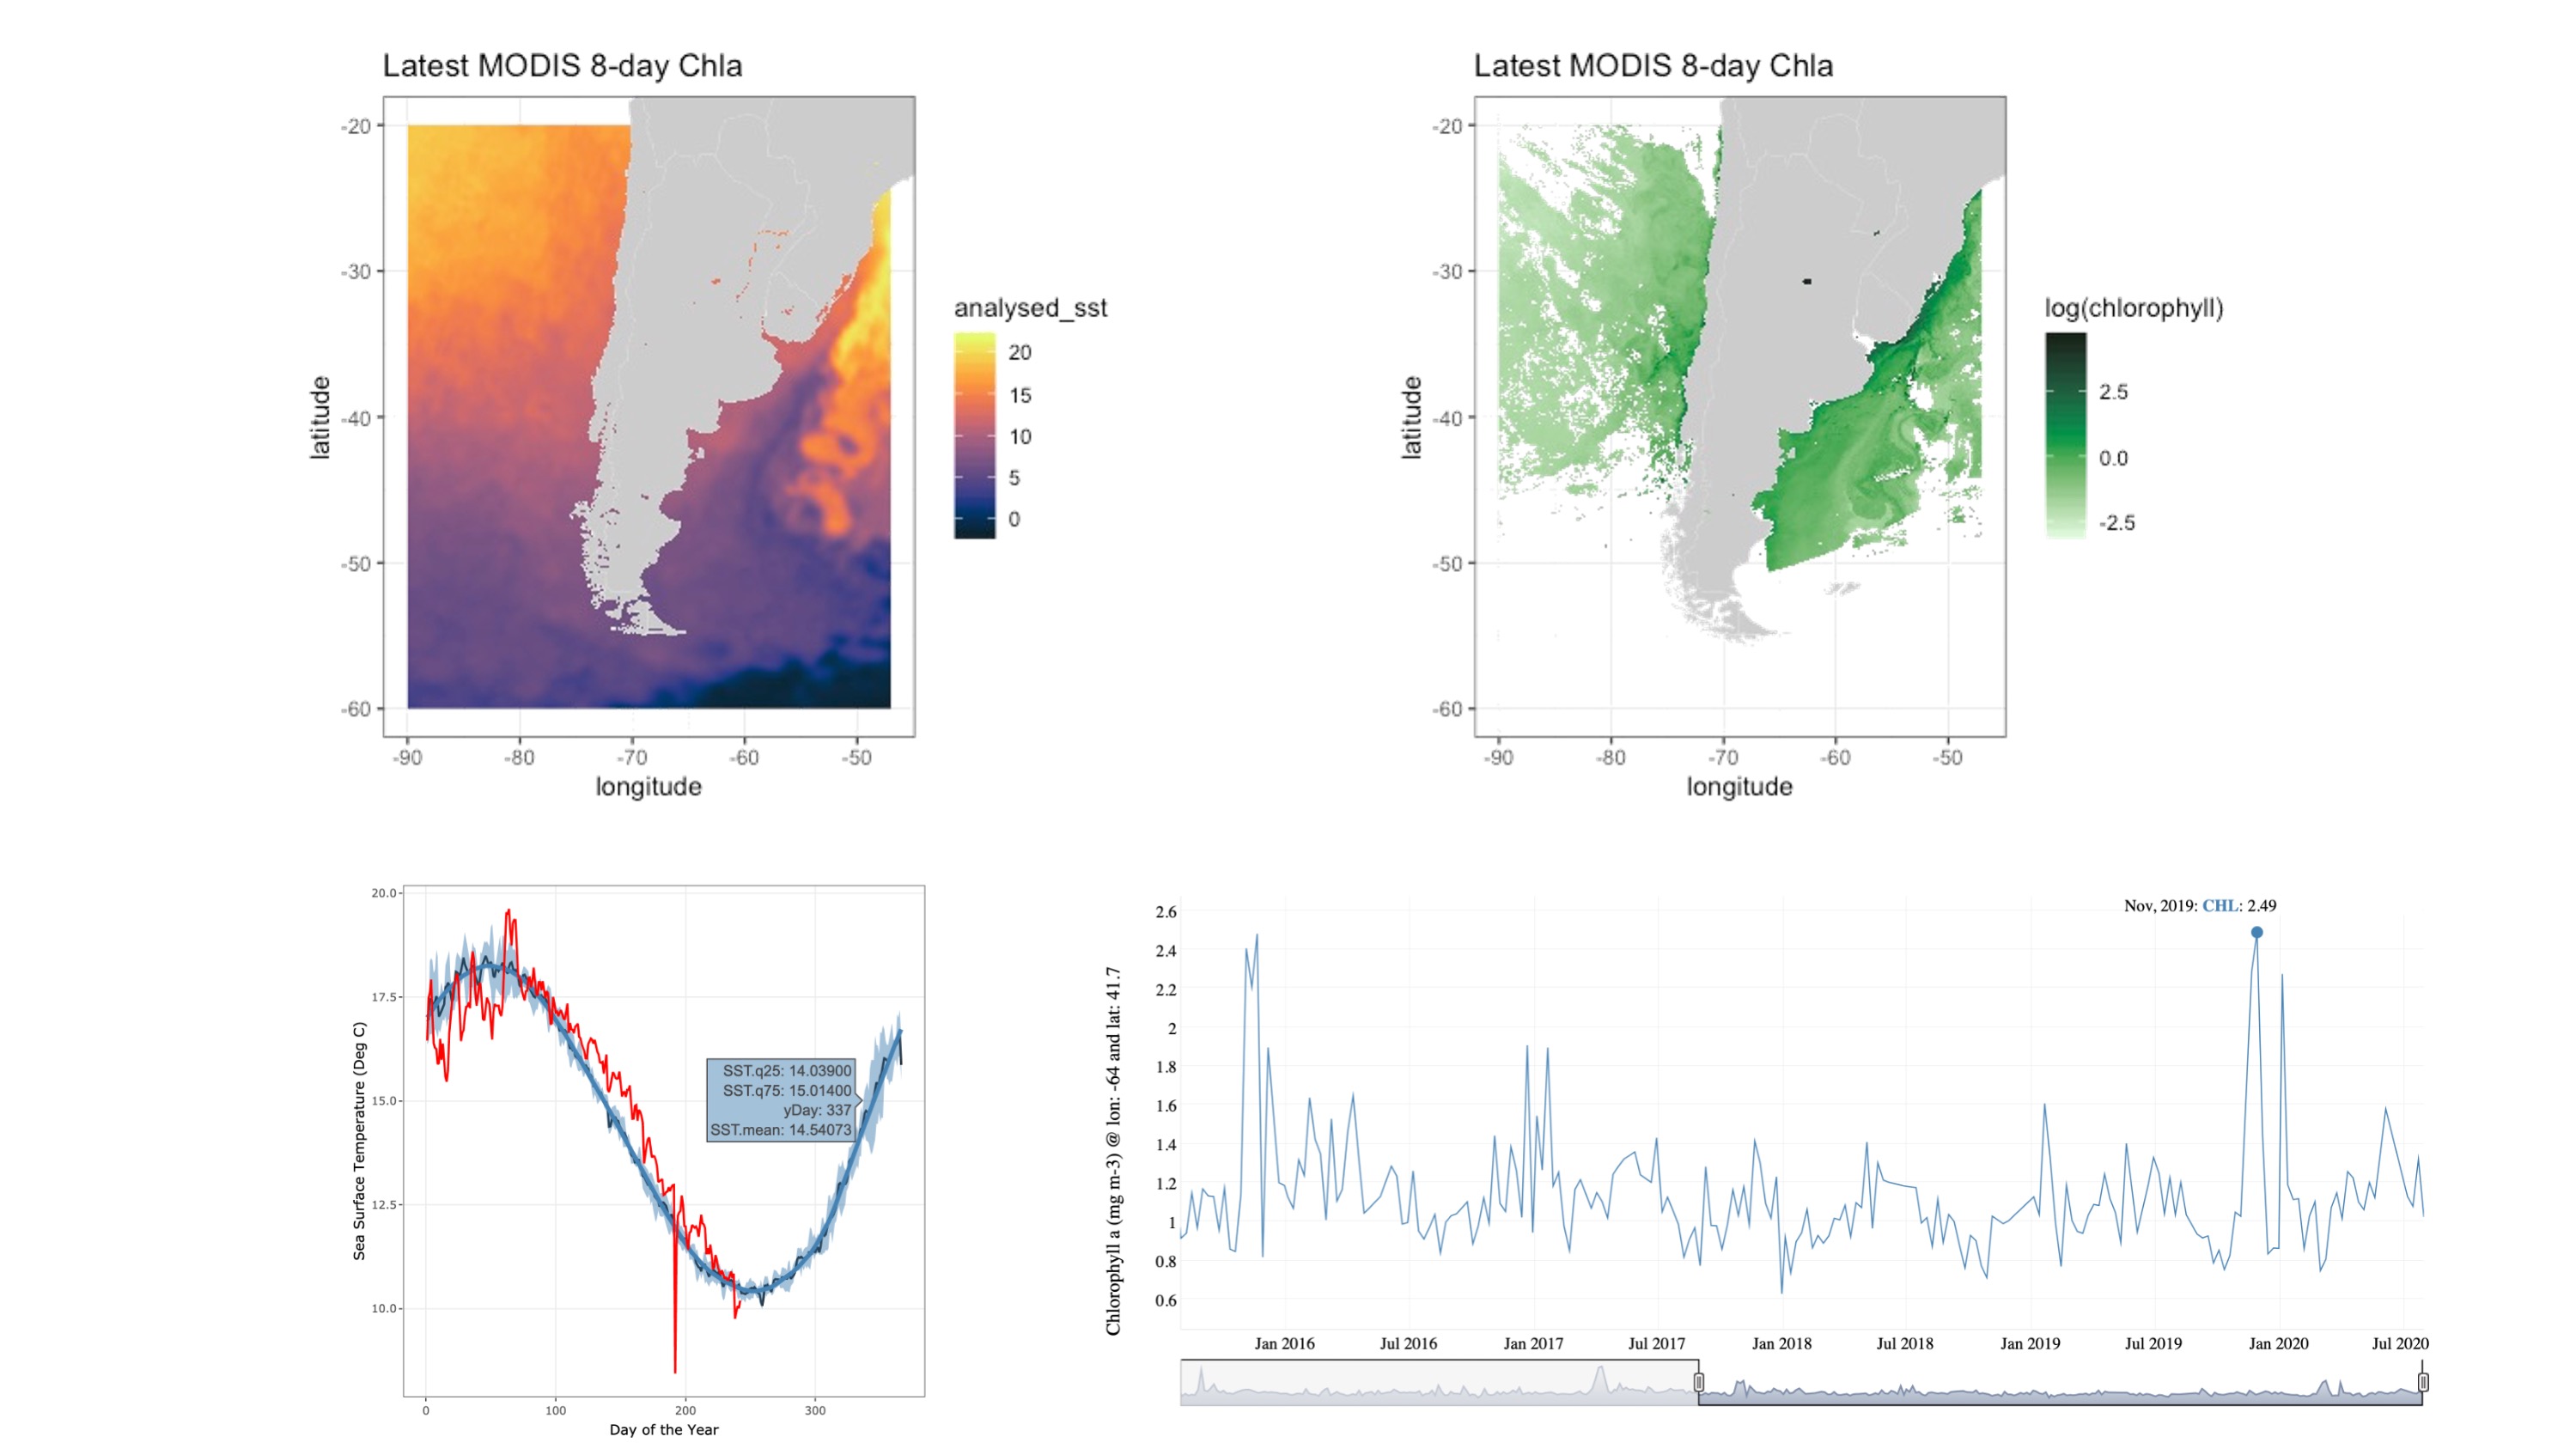 Latest MODIS 8-day Chla
-20
-30
-40
-50
-60
latitude
-90 -80 -70 -60 -50
longitude
analysed_sst
20
15
10
5
0
Latest MODIS 8-day Chla
-20
-30
-40
-50
-60
latitude
-90 -80 -70 -60 -50
longitude
log(chlorophyll)
2.5
0.0
-2.5
20.0
17.5
15.0
12.5
10.0
Sea Surface Temperature (Deg C)
SST.q25: 14.03900
SST.q75: 15.01400
yDay: 337
SST.mean: 14.54073
0 100 200 300
Day of the Year
Nov, 2019: CHL: 2.49
2.6
2.4
2.2
2
1.8
1.6
1.4
1.2
1
0.8
0.6
Chlorophyll a (mg m-3) @ lon: -64 and lat: 41.7
Jan 2016 Jul 2016 Jan 2017 Jul 2017 Jan 2018 Jul 2018 Jan 2019 Jul 2019 Jan 2020 Jul 2020